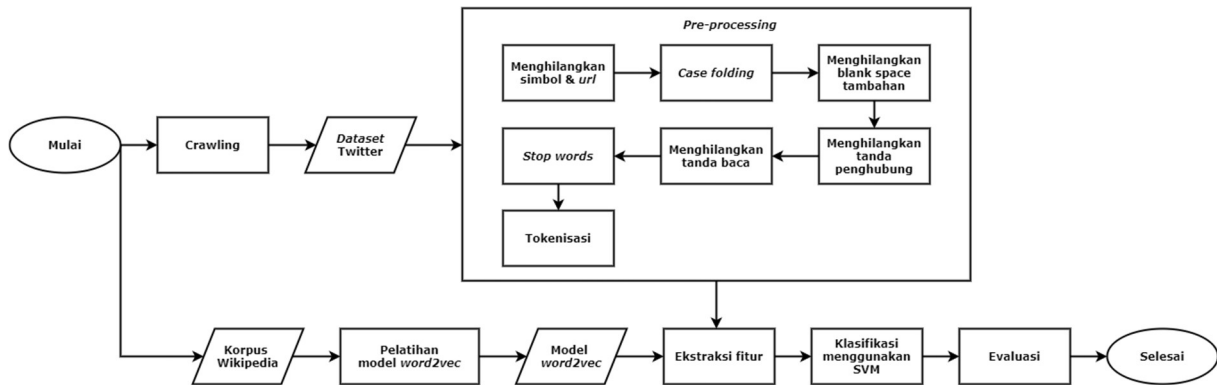 Pre-processing
Menghilangkan
simbol & url
Case folding
Menghilangkan
blank space
tambahan
Mulai
Crawling
Dataset
Twitter
Stop words
Menghilangkan
tanda baca
Menghilangkan
tanda
penghubung
Tokenisasi
Korpus
Wikipedia
Pelatihan
model word2vec
Model
word2vec
Ekstraksi fitur
Klasifikasi
menggunakan
SVM
Evaluasi
Selesai